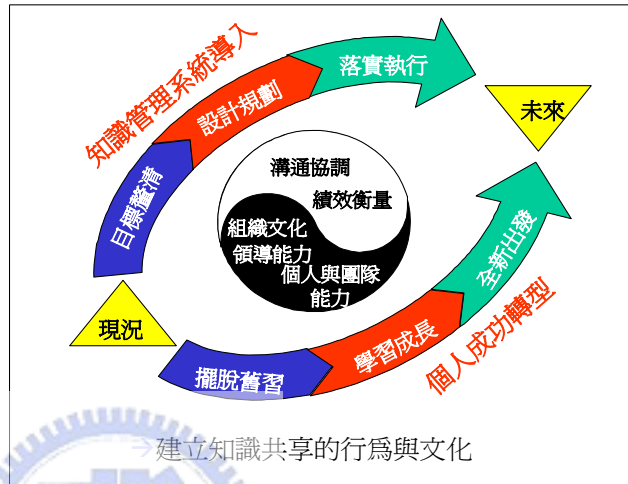 知識管理系統導入
目標釐清
設計規劃
落實執行
未來
溝通協調
績效衡量
組織文化
領導能力
個人與團隊
能力
現況
擺脫舊習
學習成長
全新出發
個人成功轉型
→建立知識共享的行為與文化